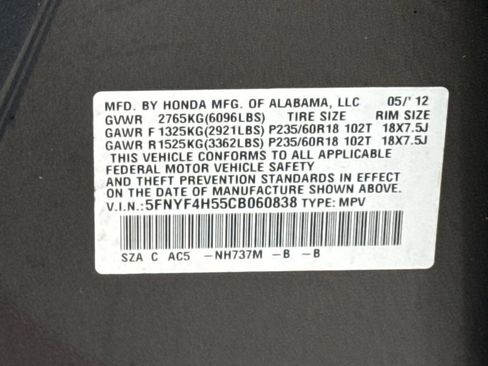 MFD. BY HONDA MFG. OF ALABAMA, LLC 05/'12
GVWR 2765KG(6096LBS) TIRE SIZE RIM SIZE
GAWR F1325KG(2921LBS) P235/60R18 102T 18X7.5J
GAWR R1525KG(3362LBS) P235/60R18 102T 18X7.5J
THIS VEHICLE CONFORMS TO ALL APPLICABLE
FEDERAL MOTOR VEHICLE SAFETY
AND THEFT PREVENTION STANDARDS IN EFFECT
ON THE DATE OF MANUFACTURE SHOWN ABOVE.
V.I.N.: 5FNYF4H55CB060838 TYPE: MPV
SZA C AC5 -NH737M -B -B